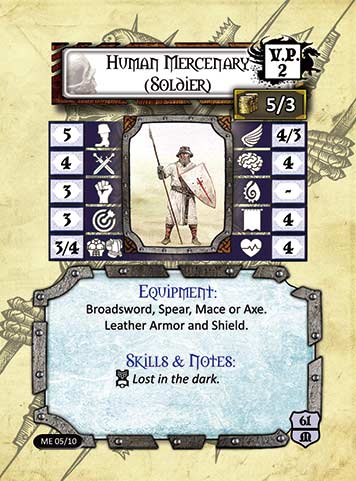 Human Mercenary
(Soldier)
V.P.
2
5/3
5
4/3
4
4
3
-
3
4
3/4
4
Equipment:
Broadsword, Spear, Mace or Axe.
Leather Armor and Shield.
Skills & Notes:
Lost in the dark.
ME 05/10
61
M